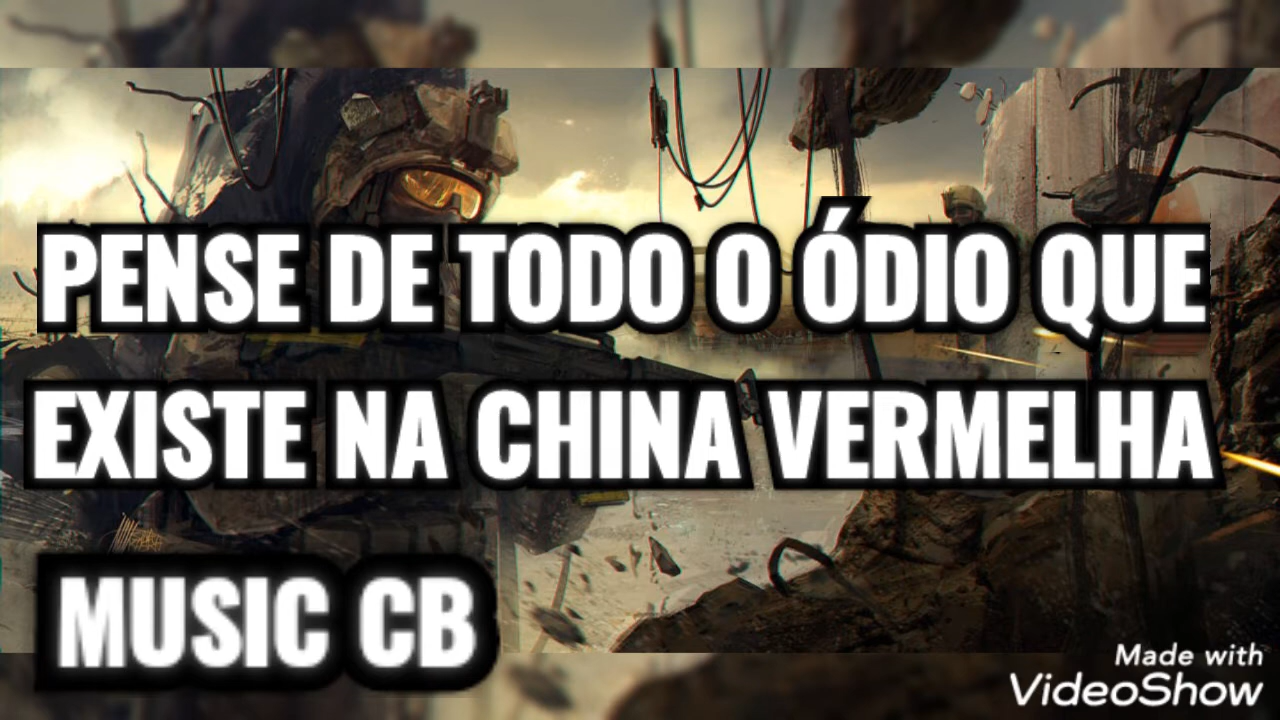 PENSE DE TODO O ÓDIO QUE
EXISTE NA CHINA VERMELHA
MUSIC CB
Made with
VideoShow